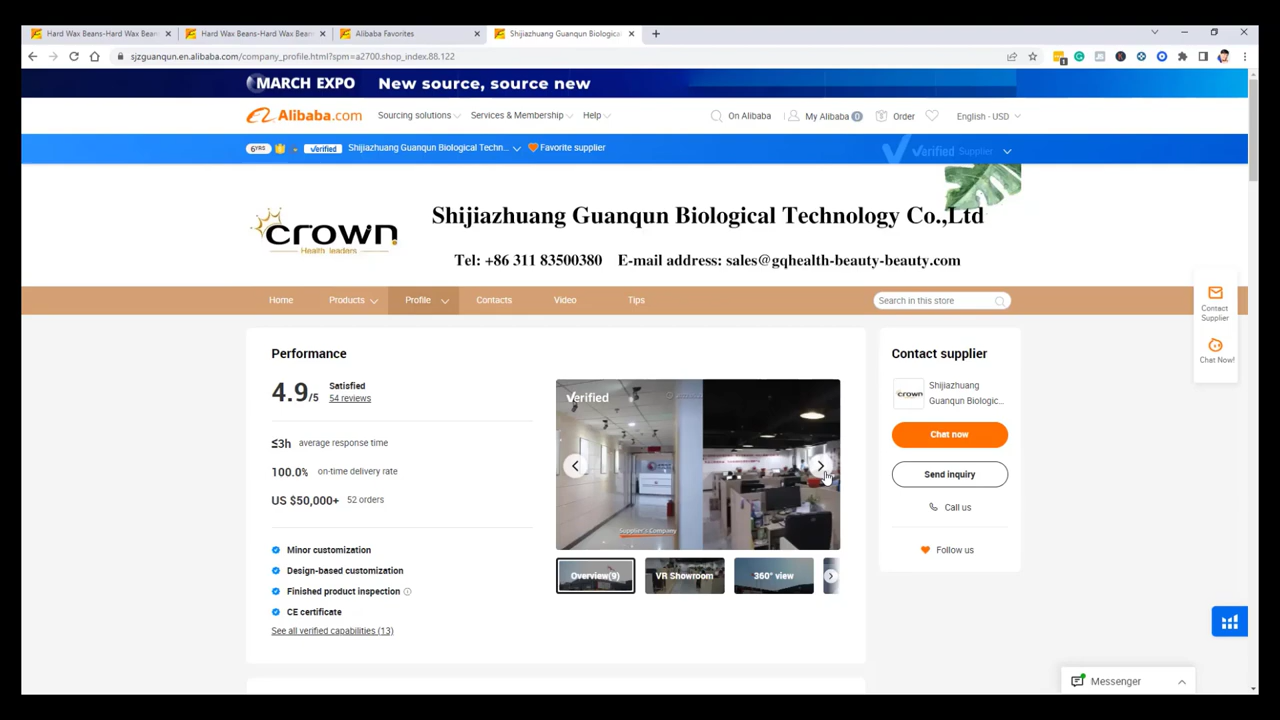 Hard Wax Beans-Hard Wax Bean
Hard Wax Beans-Hard Wax Bean
Alibaba Favorites
Shijiazhuang Guanqun Biological
sjzguanqun.en.alibaba.com/company_profile.html?spm=a2700.shop_index.88.122
MARCH EXPO New source, source new
Alibaba.com Sourcing solutions Services & Membership Help On Alibaba My Alibaba 0 Order English - USD
6YRS Verified Shijiazhuang Guanqun Biological Techn... Favorite supplier Verified Supplier
crown
Health leaders
Shijiazhuang Guanqun Biological Technology Co.,Ltd
Tel: +86 311 83500380 E-mail address: sales@gqhealth-beauty-beauty.com
Home Products Profile Contacts Video Tips Search in this store
Contact
Supplier
Chat Now!
Performance
4.9/5 Satisfied
54 reviews
≤3h average response time
100.0% on-time delivery rate
US $50,000+ 52 orders
Minor customization
Design-based customization
Finished product inspection
CE certificate
See all verified capabilities (13)
Verified
Supplier's Company
Overview(9) VR Showroom 360° view
Contact supplier
crown
Shijiazhuang
Guanqun Biologic...
Chat now
Send inquiry
Call us
Follow us
Messenger